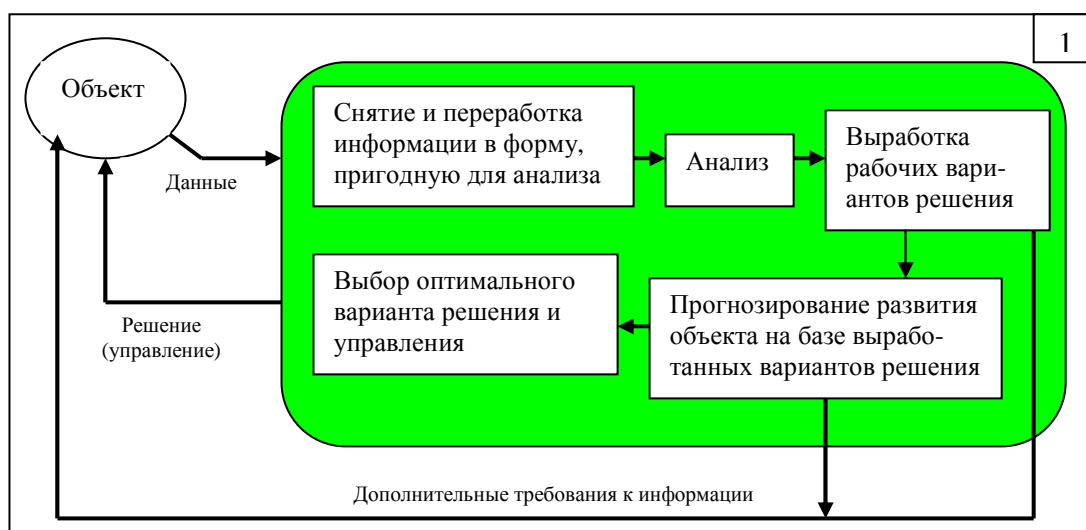 1
Объект
Данные
Снятие и переработка
информации в форму,
пригодную для анализа
Анализ
Выработка
рабочих вари-
антов решения
Выбор оптимального
варианта решения и
управления
Прогнозирование развития
объекта на базе вырабо-
танных вариантов решения
Решение
(управление)
Дополнительные требования к информации